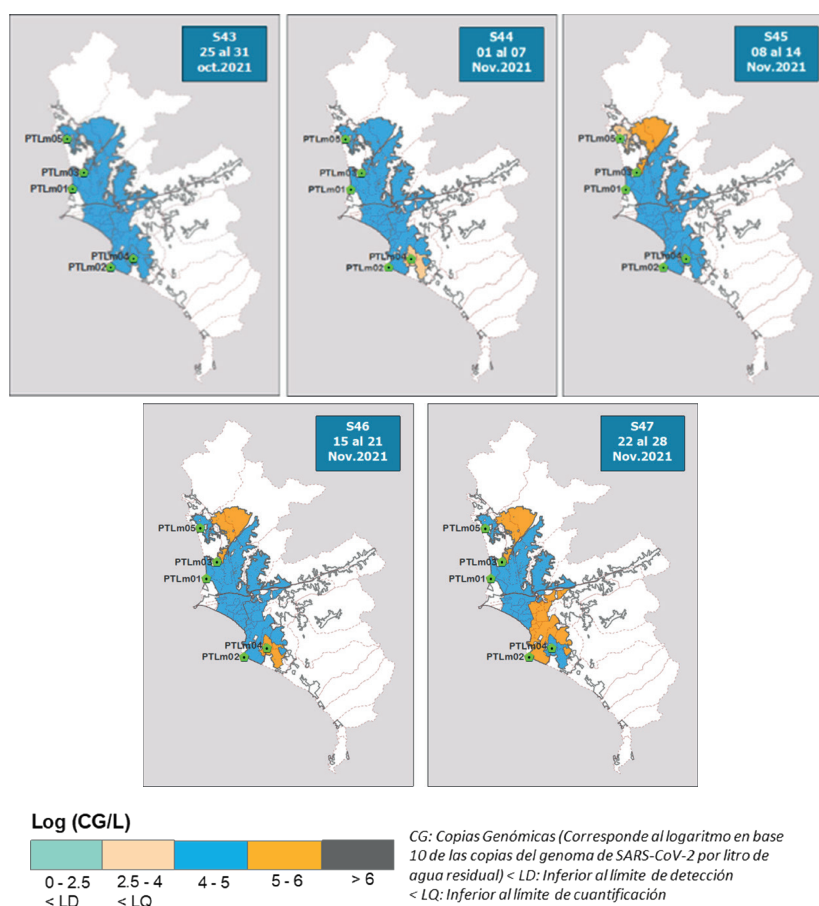 S43
25 al 31
oct.2021
PTLm05
PTLm03
PTLm01
PTLm04
PTLm02
S44
01 al 07
Nov.2021
PTLm05
PTLm03
PTLm01
PTLm04
PTLm02
S45
08 al 14
Nov.2021
PTLm05
PTLm03
PTLm01
PTLm04
PTLm02
S46
15 al 21
Nov.2021
PTLm05
PTLm03
PTLm01
PTLm04
PTLm02
S47
22 al 28
Nov.2021
PTLm05
PTLm03
PTLm01
PTLm04
PTLm02
Log (CG/L)
0 - 2.5 2.5 - 4 4 - 5 5 - 6 > 6
< LD < LQ
CG: Copias Genómicas (Corresponde al logaritmo en base
10 de las copias del genoma de SARS-CoV-2 por litro de
agua residual) < LD: Inferior al límite de detección
< LQ: Inferior al límite de cuantificación